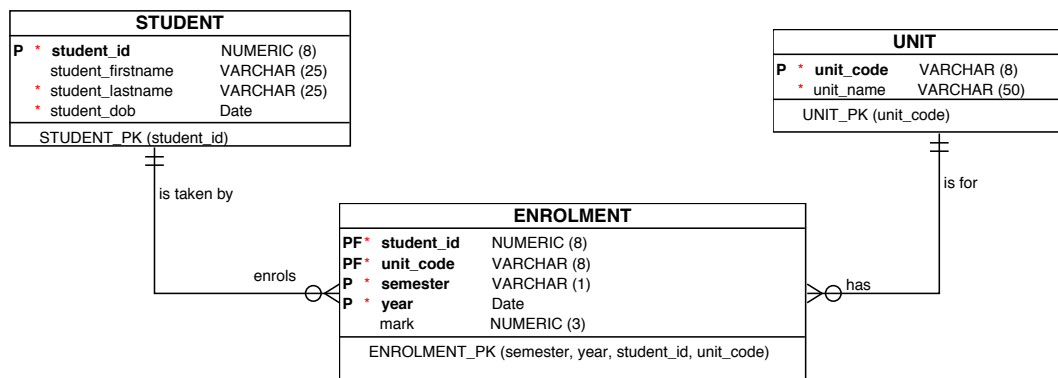 STUDENT
P * student_id NUMERIC (8)
student_firstname VARCHAR (25)
* student_lastname VARCHAR (25)
* student_dob Date
STUDENT_PK (student_id)
UNIT
P * unit_code VARCHAR (8)
* unit_name VARCHAR (50)
UNIT_PK (unit_code)
is taken by
is for
ENROLMENT
PF* student_id NUMERIC (8)
PF* unit_code VARCHAR (8)
P * semester VARCHAR (1)
P * year Date
mark NUMERIC (3)
ENROLMENT_PK (semester, year, student_id, unit_code)
enrols
has